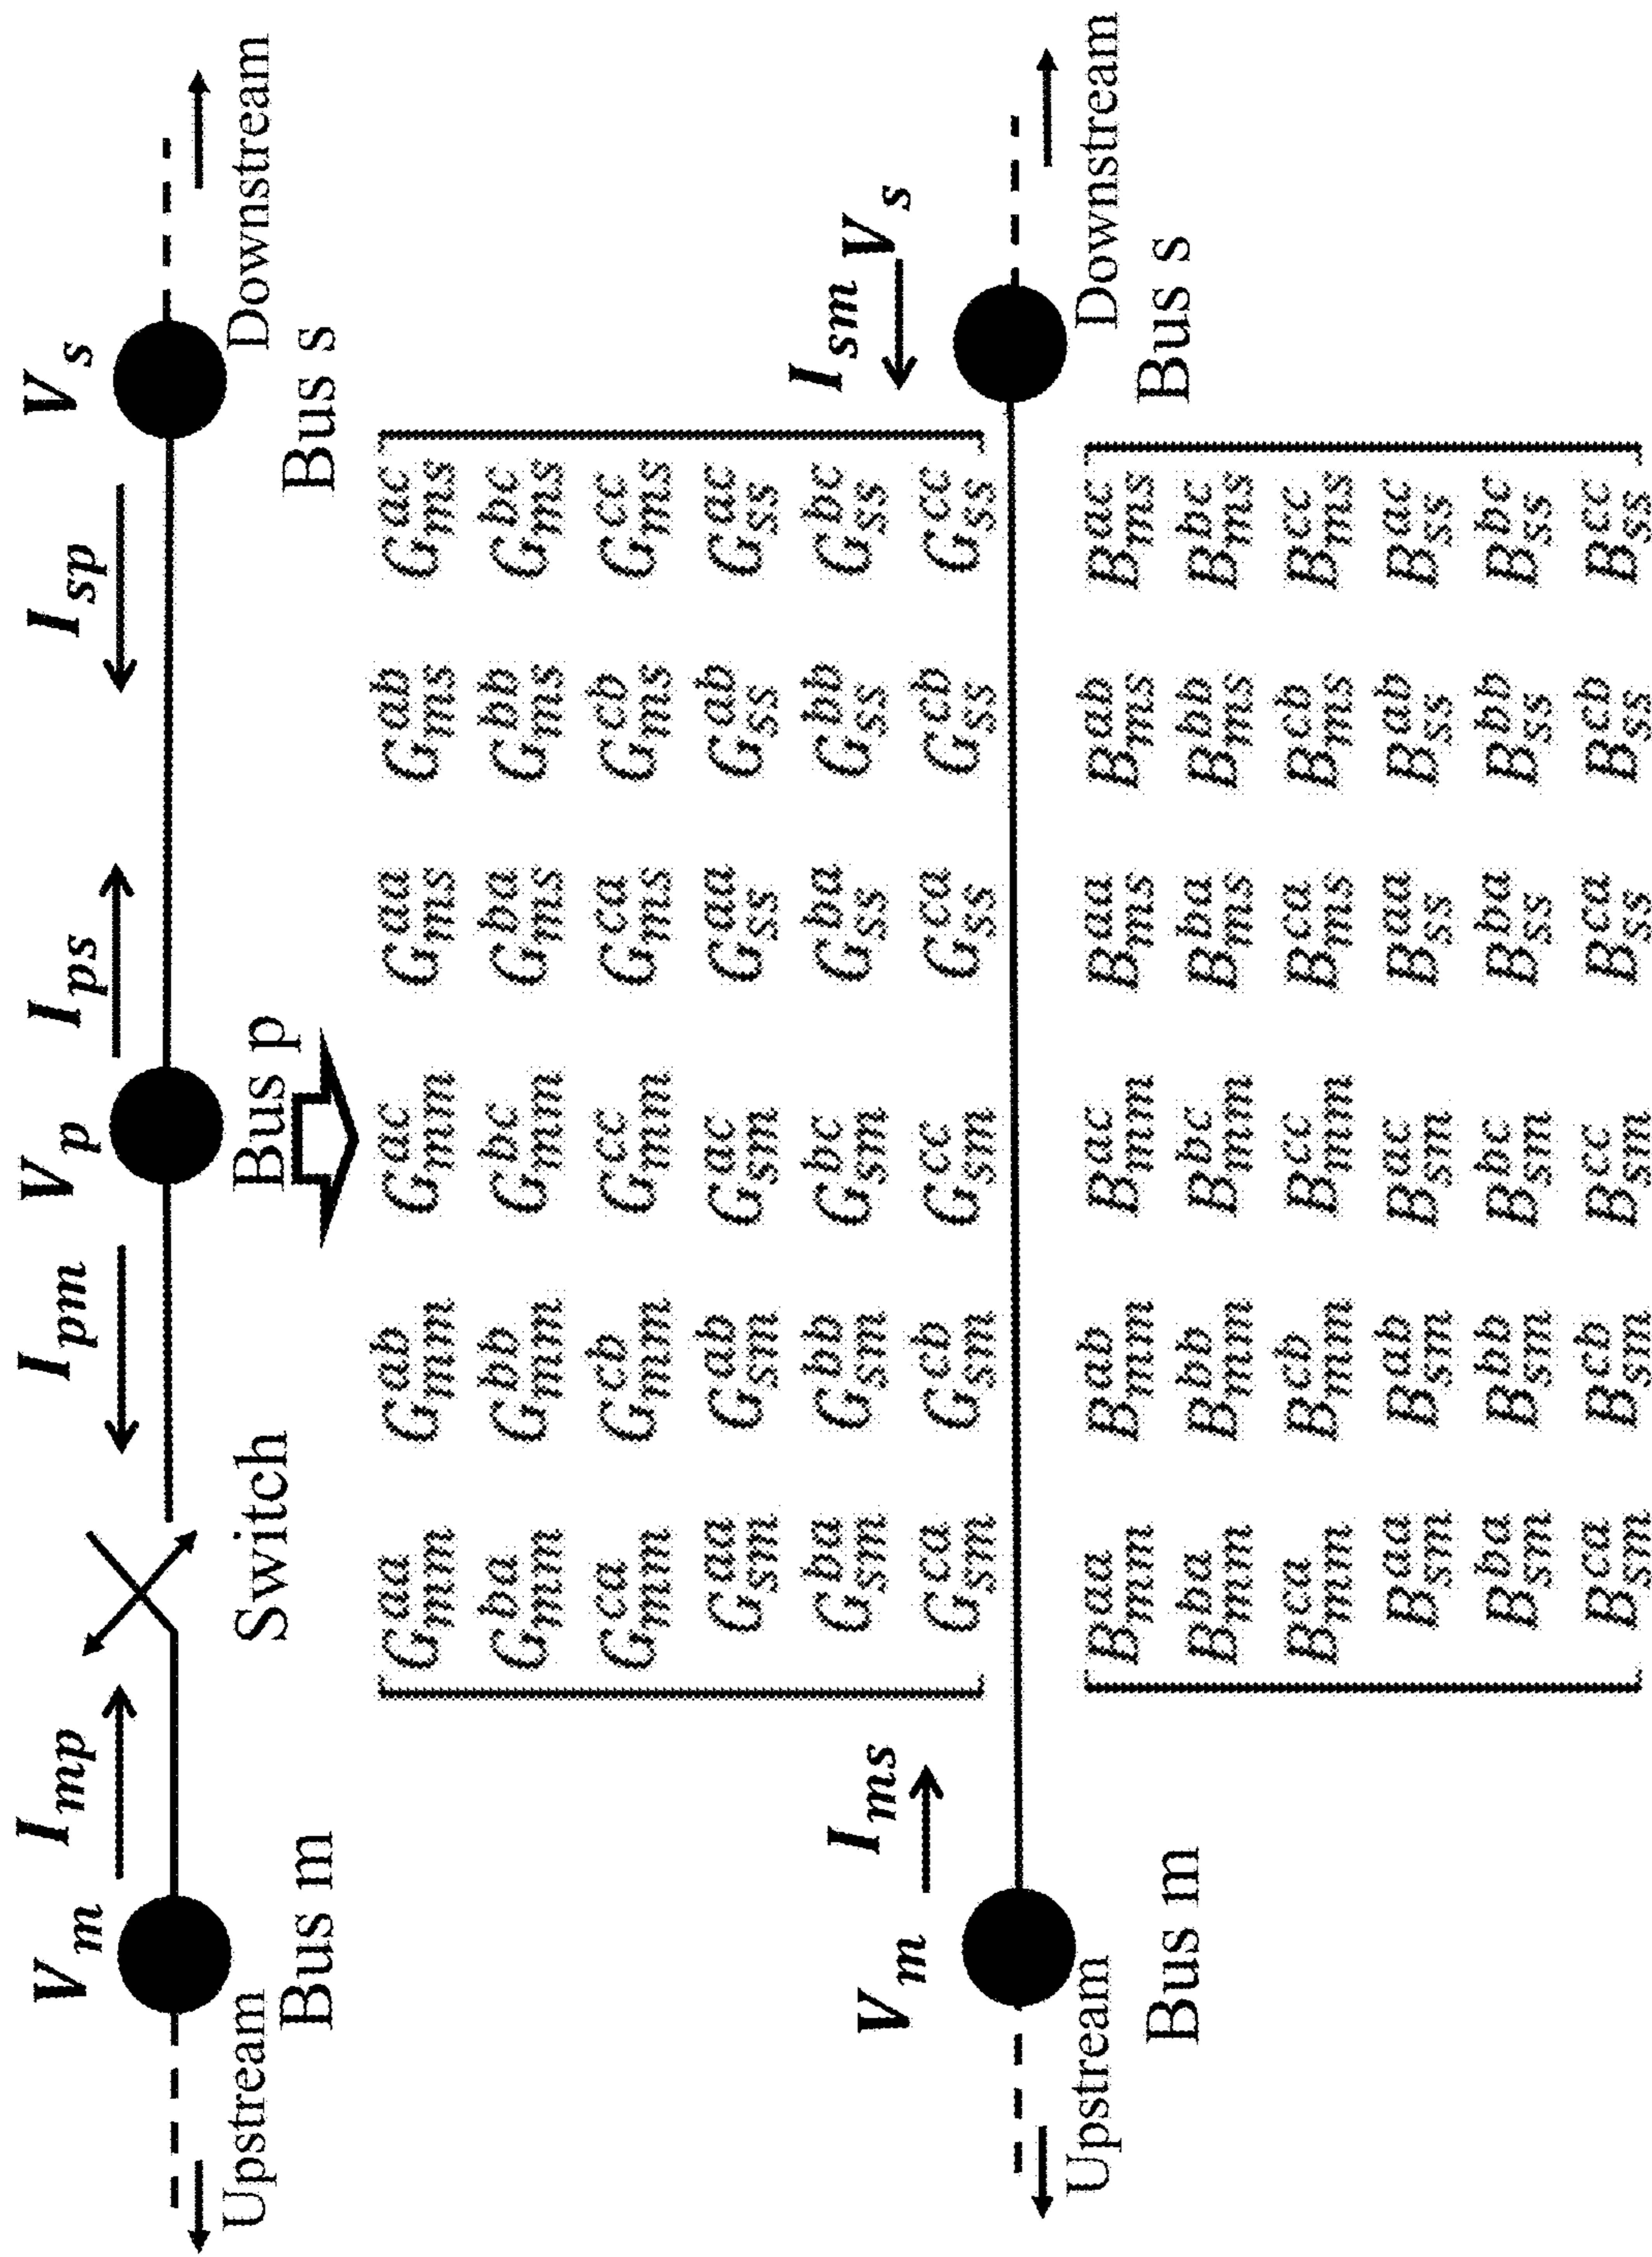 V_m I_mp I_pm V_p I_ps I_sp V_s
Upstream Switch Bus p Downstream
Bus m Bus s
G_mm^aa G_mm^ab G_mm^ac G_ms^aa G_ms^ab G_ms^ac
G_mm^ba G_mm^bb G_mm^bc G_ms^ba G_ms^bb G_ms^bc
G_mm^ca G_mm^cb G_mm^cc G_ms^ca G_ms^cb G_ms^cc
G_sm^aa G_sm^ab G_sm^ac G_ss^aa G_ss^ab G_ss^ac
G_sm^ba G_sm^bb G_sm^bc G_ss^ba G_ss^bb G_ss^bc
G_sm^ca G_sm^cb G_sm^cc G_ss^ca G_ss^cb G_ss^cc
V_m I_ms I_sm V_s
Upstream Downstream
Bus m Bus s
B_mm^aa B_mm^ab B_mm^ac B_ms^aa B_ms^ab B_ms^ac
B_mm^ba B_mm^bb B_mm^bc B_ms^ba B_ms^bb B_ms^bc
B_mm^ca B_mm^cb B_mm^cc B_ms^ca B_ms^cb B_ms^cc
B_sm^aa B_sm^ab B_sm^ac B_ss^aa B_ss^ab B_ss^ac
B_sm^ba B_sm^bb B_sm^bc B_ss^ba B_ss^bb B_ss^bc
B_sm^ca B_sm^cb B_sm^cc B_ss^ca B_ss^cb B_ss^cc